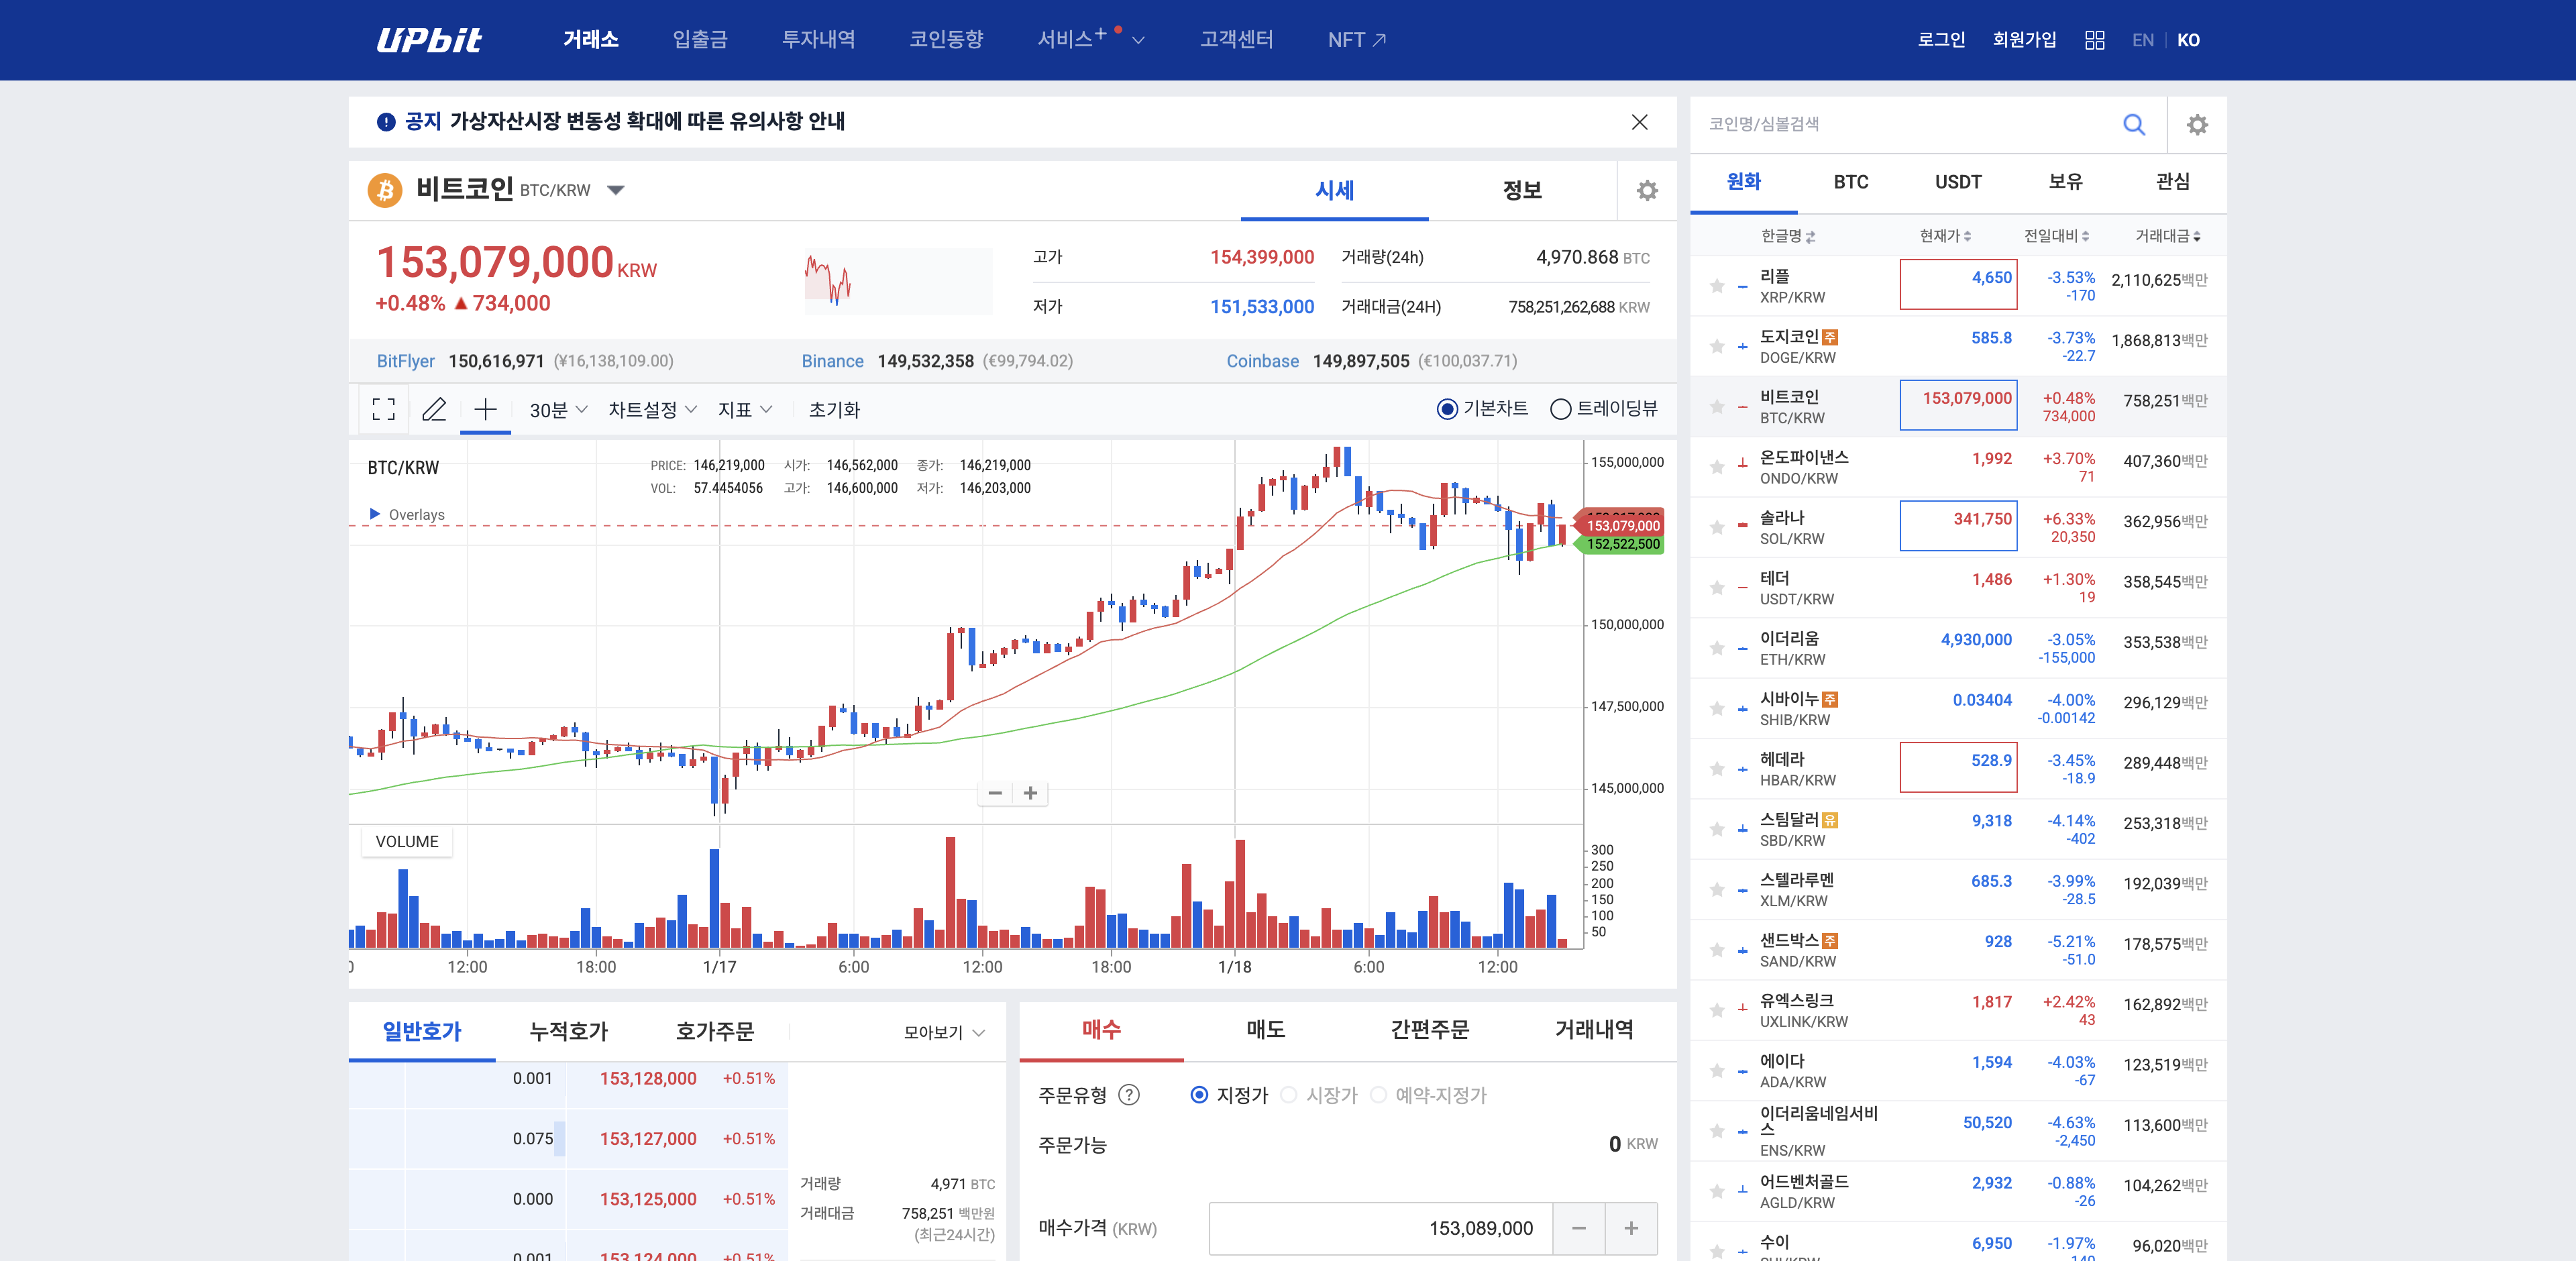 UPbit 거래소 입출금 투자내역 코인동향 서비스+ 고객센터 NFT 로그인 회원가입 EN KO
공지 가상자산시장 변동성 확대에 따른 유의사항 안내
비트코인 BTC/KRW 시세 정보
153,079,000 KRW
+0.48% ▲ 734,000
고가 154,399,000 거래량(24h) 4,970.868 BTC
저가 151,533,000 거래대금(24H) 758,251,262,688 KRW
BitFlyer 150,616,971 (¥16,138,109.00) Binance 149,532,358 (€99,794.02) Coinbase 149,897,505 (€100,037.71)
30분 차트설정 지표 초기화 기본차트 트레이딩뷰
BTC/KRW
PRICE: 146,219,000 시가: 146,562,000 종가: 146,219,000
VOL: 57.4454056 고가: 146,600,000 저가: 146,203,000
Overlays
155,000,000
153,079,000
152,522,500
150,000,000
147,500,000
145,000,000
VOLUME
300
250
200
150
100
50
12:00 18:00 1/17 6:00 12:00 18:00 1/18 6:00 12:00
일반호가 누적호가 호가주문 모아보기
0.001 153,128,000 +0.51%
0.075 153,127,000 +0.51%
0.000 153,125,000 +0.51%
0.001 153,124,000 +0.51%
거래량 4,971 BTC
거래대금 758,251 백만원
(최근24시간)
매수 매도 간편주문 거래내역
주문유형 ? 지정가 시장가 예약-지정가
주문가능 0 KRW
매수가격 (KRW) 153,089,000 − +
코인명/심볼검색
원화 BTC USDT 보유 관심
한글명 현재가 전일대비 거래대금
리플 4,650 -3.53% 2,110,625백만
XRP/KRW -170
도지코인 주 585.8 -3.73% 1,868,813백만
DOGE/KRW -22.7
비트코인 153,079,000 +0.48% 758,251백만
BTC/KRW 734,000
온도파이낸스 1,992 +3.70% 407,360백만
ONDO/KRW 71
솔라나 341,750 +6.33% 362,956백만
SOL/KRW 20,350
테더 1,486 +1.30% 358,545백만
USDT/KRW 19
이더리움 4,930,000 -3.05% 353,538백만
ETH/KRW -155,000
시바이누 주 0.03404 -4.00% 296,129백만
SHIB/KRW -0.00142
헤데라 528.9 -3.45% 289,448백만
HBAR/KRW -18.9
스팀달러 유 9,318 -4.14% 253,318백만
SBD/KRW -402
스텔라루멘 685.3 -3.99% 192,039백만
XLM/KRW -28.5
샌드박스 주 928 -5.21% 178,575백만
SAND/KRW -51.0
유엑스링크 1,817 +2.42% 162,892백만
UXLINK/KRW 43
에이다 1,594 -4.03% 123,519백만
ADA/KRW -67
이더리움네임서비
스 50,520 -4.63% 113,600백만
ENS/KRW -2,450
어드벤처골드 2,932 -0.88% 104,262백만
AGLD/KRW -26
수이 6,950 -1.97% 96,020백만